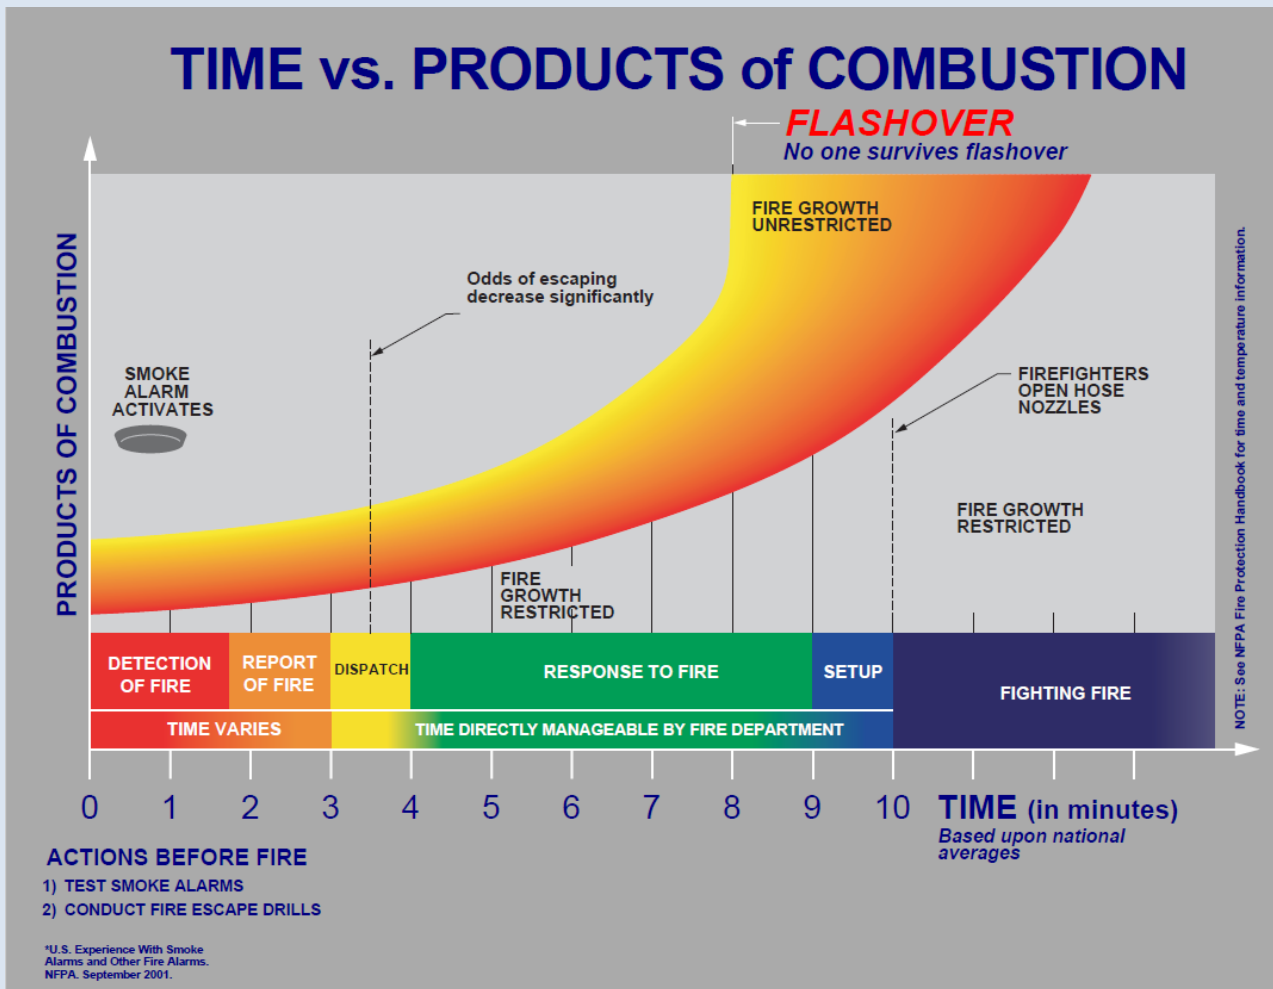 TIME vs. PRODUCTS of COMBUSTION
FLASHOVER
No one survives flashover
FIRE GROWTH
UNRESTRICTED
Odds of escaping
decrease significantly
SMOKE
ALARM
ACTIVATES
FIREFIGHTERS
OPEN HOSE
NOZZLES
FIRE GROWTH
RESTRICTED
FIRE
GROWTH
RESTRICTED
PRODUCTS OF COMBUSTION
NOTE: See NFPA Fire Protection Handbook for time and temperature information.
DETECTION
OF FIRE
REPORT
OF FIRE
DISPATCH
RESPONSE TO FIRE
SETUP
FIGHTING FIRE
TIME VARIES
TIME DIRECTLY MANAGEABLE BY FIRE DEPARTMENT
0 1 2 3 4 5 6 7 8 9 10
TIME (in minutes)
Based upon national
averages
ACTIONS BEFORE FIRE
1) TEST SMOKE ALARMS
2) CONDUCT FIRE ESCAPE DRILLS
*U.S. Experience With Smoke
Alarms and Other Fire Alarms.
NFPA. September 2001.